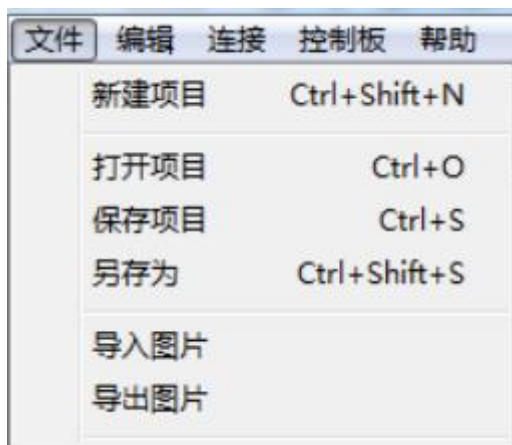 文件 编辑 连接 控制板 帮助
新建项目 Ctrl+Shift+N
打开项目 Ctrl+O
保存项目 Ctrl+S
另存为 Ctrl+Shift+S
导入图片
导出图片